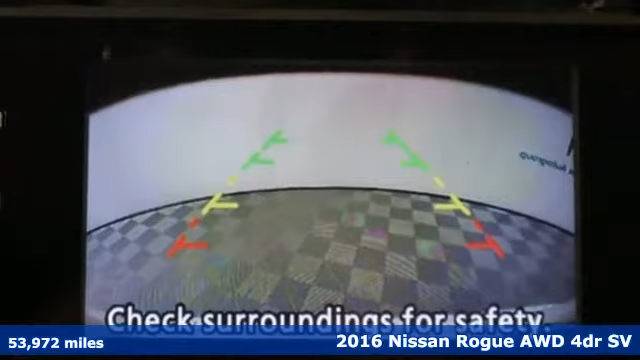 Check surroundings for safety.
53,972 miles
2016 Nissan Rogue AWD 4dr SV